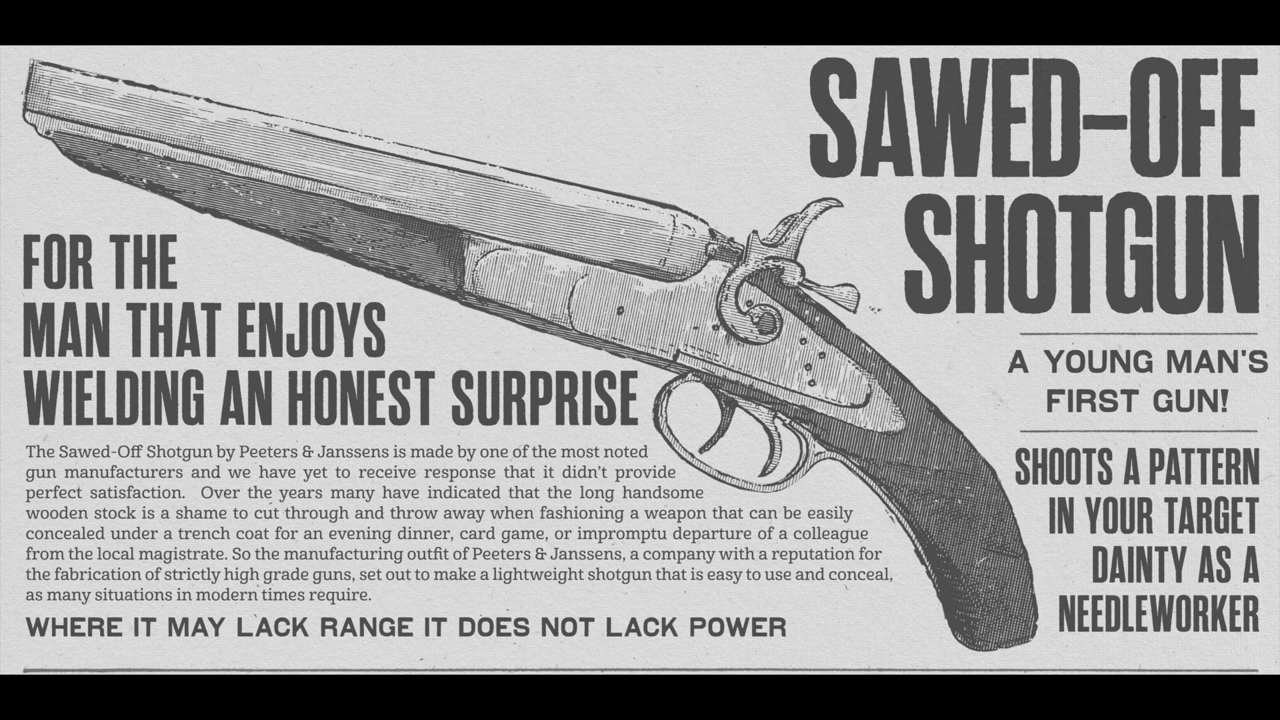 SAWED-OFF
SHOTGUN
FOR THE
MAN THAT ENJOYS
WIELDING AN HONEST SURPRISE
The Sawed-Off Shotgun by Peeters & Janssens is made by one of the most noted
gun manufacturers and we have yet to receive response that it didn't provide
perfect satisfaction. Over the years many have indicated that the long handsome
wooden stock is a shame to cut through and throw away when fashioning a weapon that can be easily
concealed under a trench coat for an evening dinner, card game, or impromptu departure of a colleague
from the local magistrate. So the manufacturing outfit of Peeters & Janssens, a company with a reputation for
the fabrication of strictly high grade guns, set out to make a lightweight shotgun that is easy to use and conceal,
as many situations in modern times require.
WHERE IT MAY LACK RANGE IT DOES NOT LACK POWER
A YOUNG MAN'S
FIRST GUN!
SHOOTS A PATTERN
IN YOUR TARGET
DAINTY AS A
NEEDLEWORKER